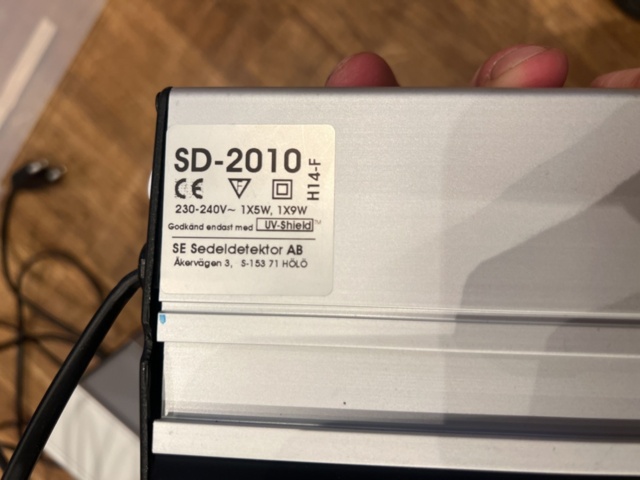 SD-2010
H14-F
CE F
230-240V~ 1X5W, 1X9W
Godkänd endast med UV-Shield™
SE Sedeldetektor AB
Åkervägen 3, S-153 71 HÖLÖ